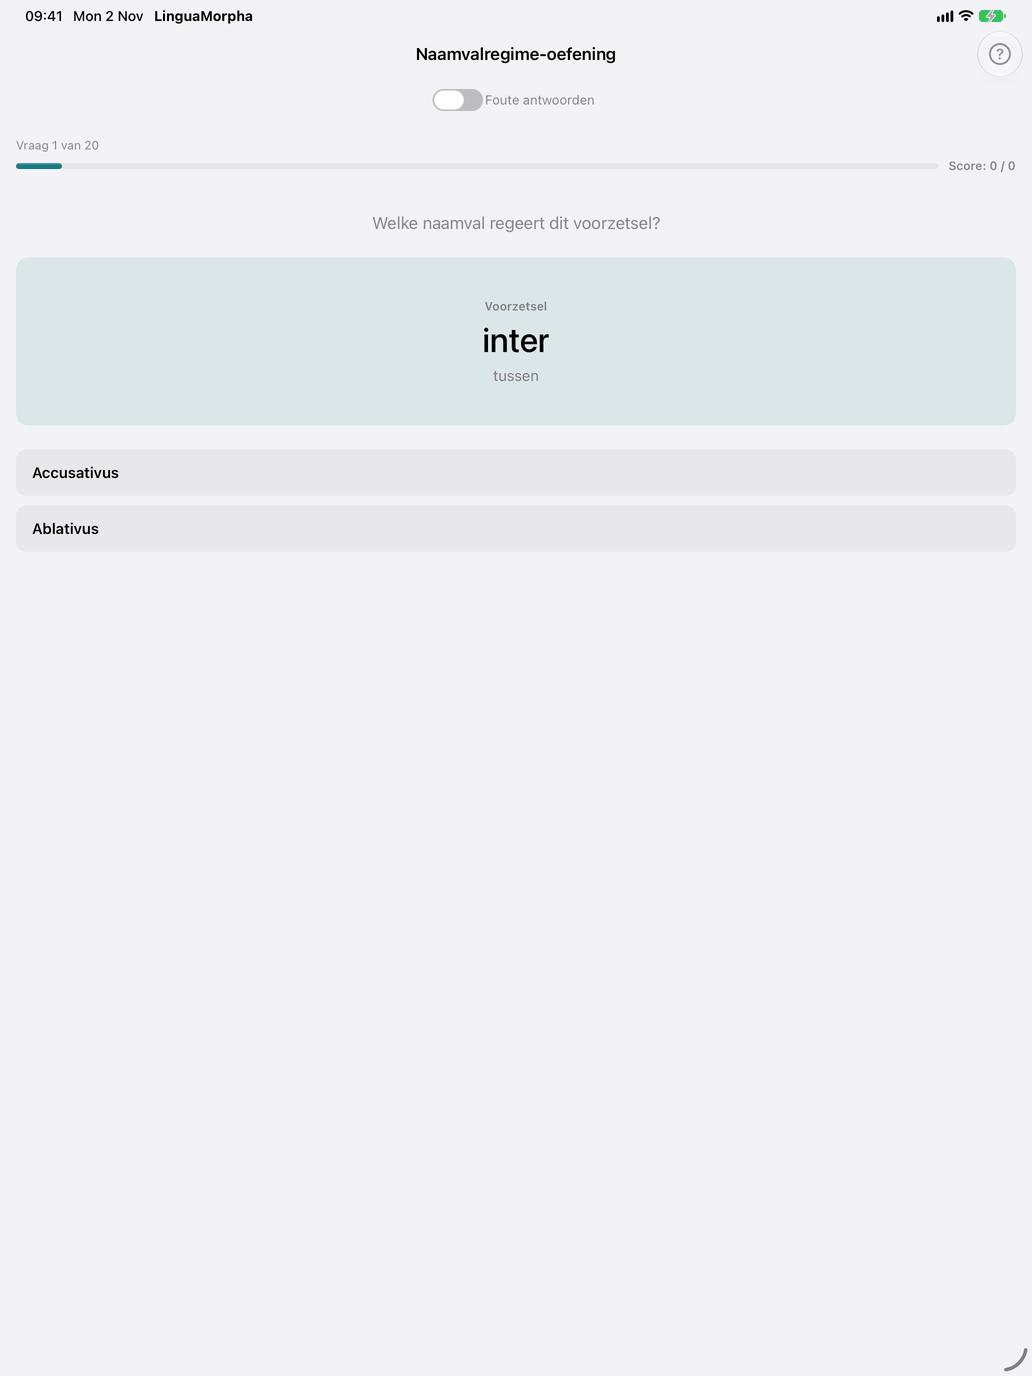 09:41 Mon 2 Nov LinguaMorpha
Naamvalregime-oefening
?
Foute antwoorden
Vraag 1 van 20
Score: 0 / 0
Welke naamval regeert dit voorzetsel?
Voorzetsel
inter
tussen
Accusativus
Ablativus